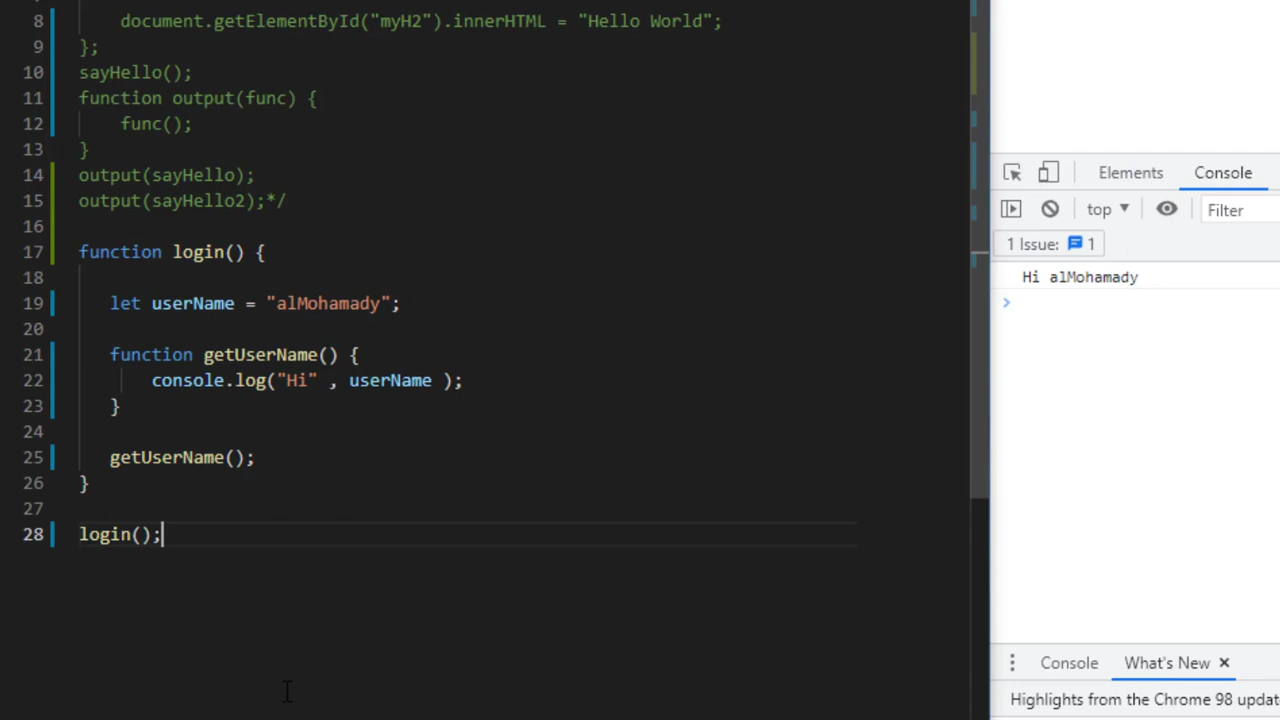 8 document.getElementById("myH2").innerHTML = "Hello World";
9 };
10 sayHello();
11 function output(func) {
12 func();
13 }
14 output(sayHello);
15 output(sayHello2);*/
16
17 function login() {
18
19 let userName = "alMohamady";
20
21 function getUserName() {
22 console.log("Hi" , userName );
23 }
24
25 getUserName();
26 }
27
28 login();
Elements Console
top Filter
1 Issue: 1
Hi alMohamady
Console What's New
Highlights from the Chrome 98 updat